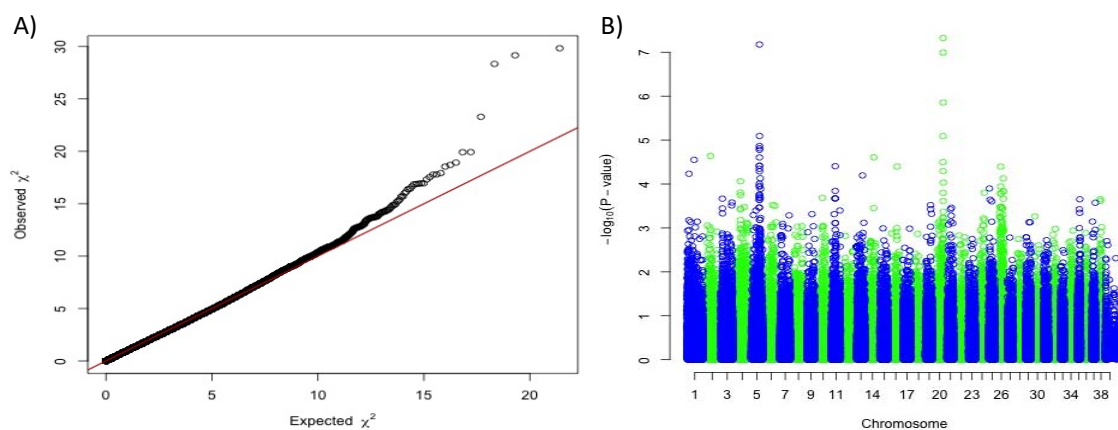 A)
30
25
20
15
10
5
0
Observed χ²
0 5 10 15 20
Expected χ²
B)
7
6
5
4
3
2
1
0
−log₁₀(P − value)
1 3 5 7 9 11 14 17 20 23 26 30 34 38
Chromosome